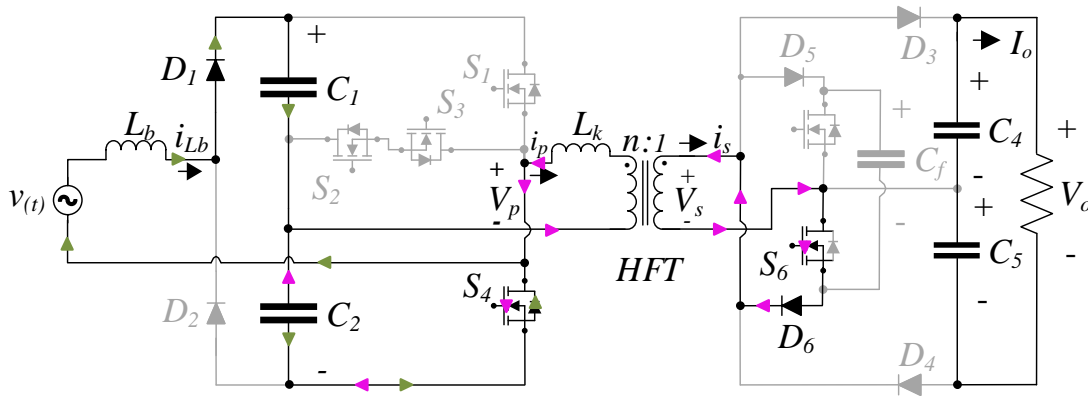 D1
+
C1
S1
S3
S2
Lb
iLb
v(t)
ip
Lk
n:1
is
+
Vp
-
+
Vs
-
HFT
D2
C2
-
S4
D5
D3
Io
+
C4
-
+
Cf
-
+
C5
-
+
Vo
-
S6
D6
D4